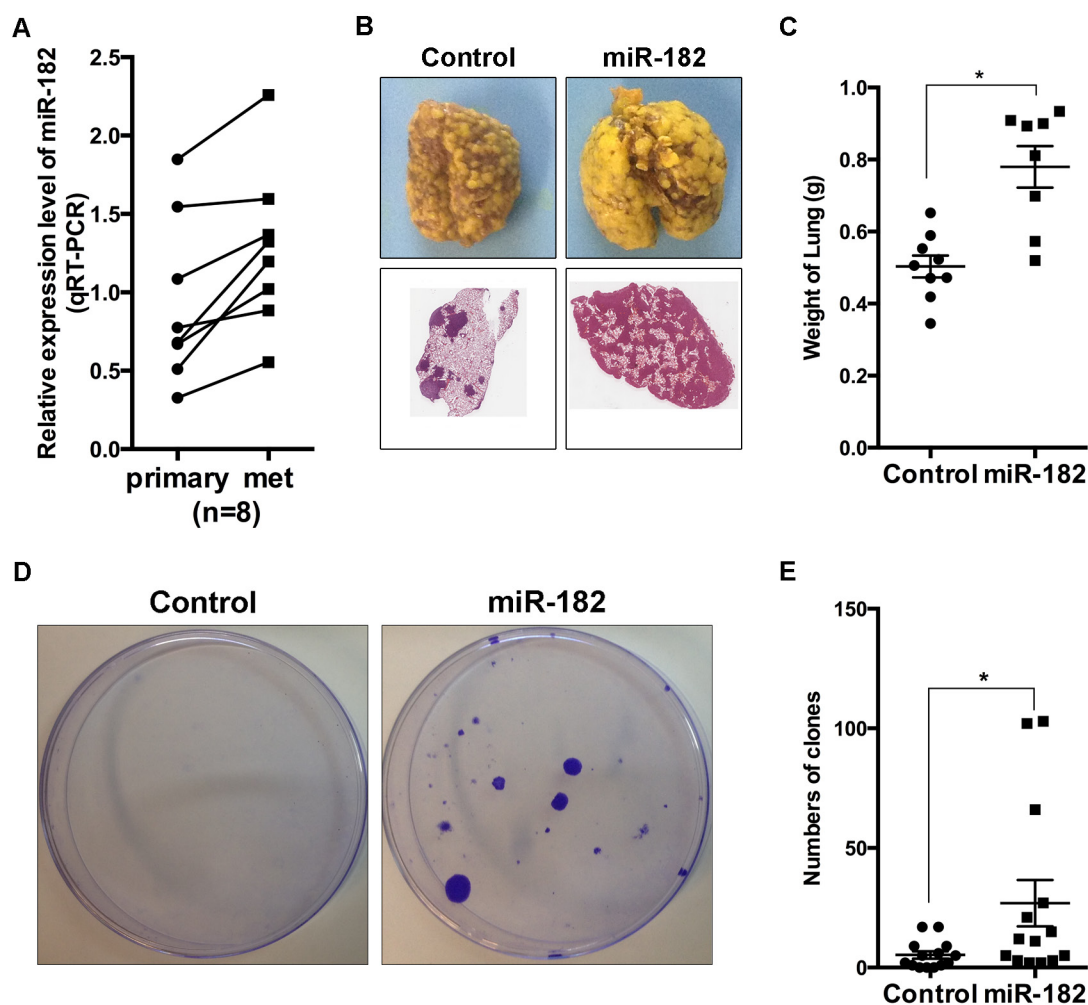 A
Relative expression level of miR-182
(qRT-PCR)
2.5
2.0
1.5
1.0
0.5
0.0
primary met
(n=8)
B
Control miR-182
C
Weight of Lung (g)
1.0
0.8
0.6
0.4
0.2
0.0
*
Control miR-182
D
Control miR-182
E
Numbers of clones
150
100
50
0
*
Control miR-182